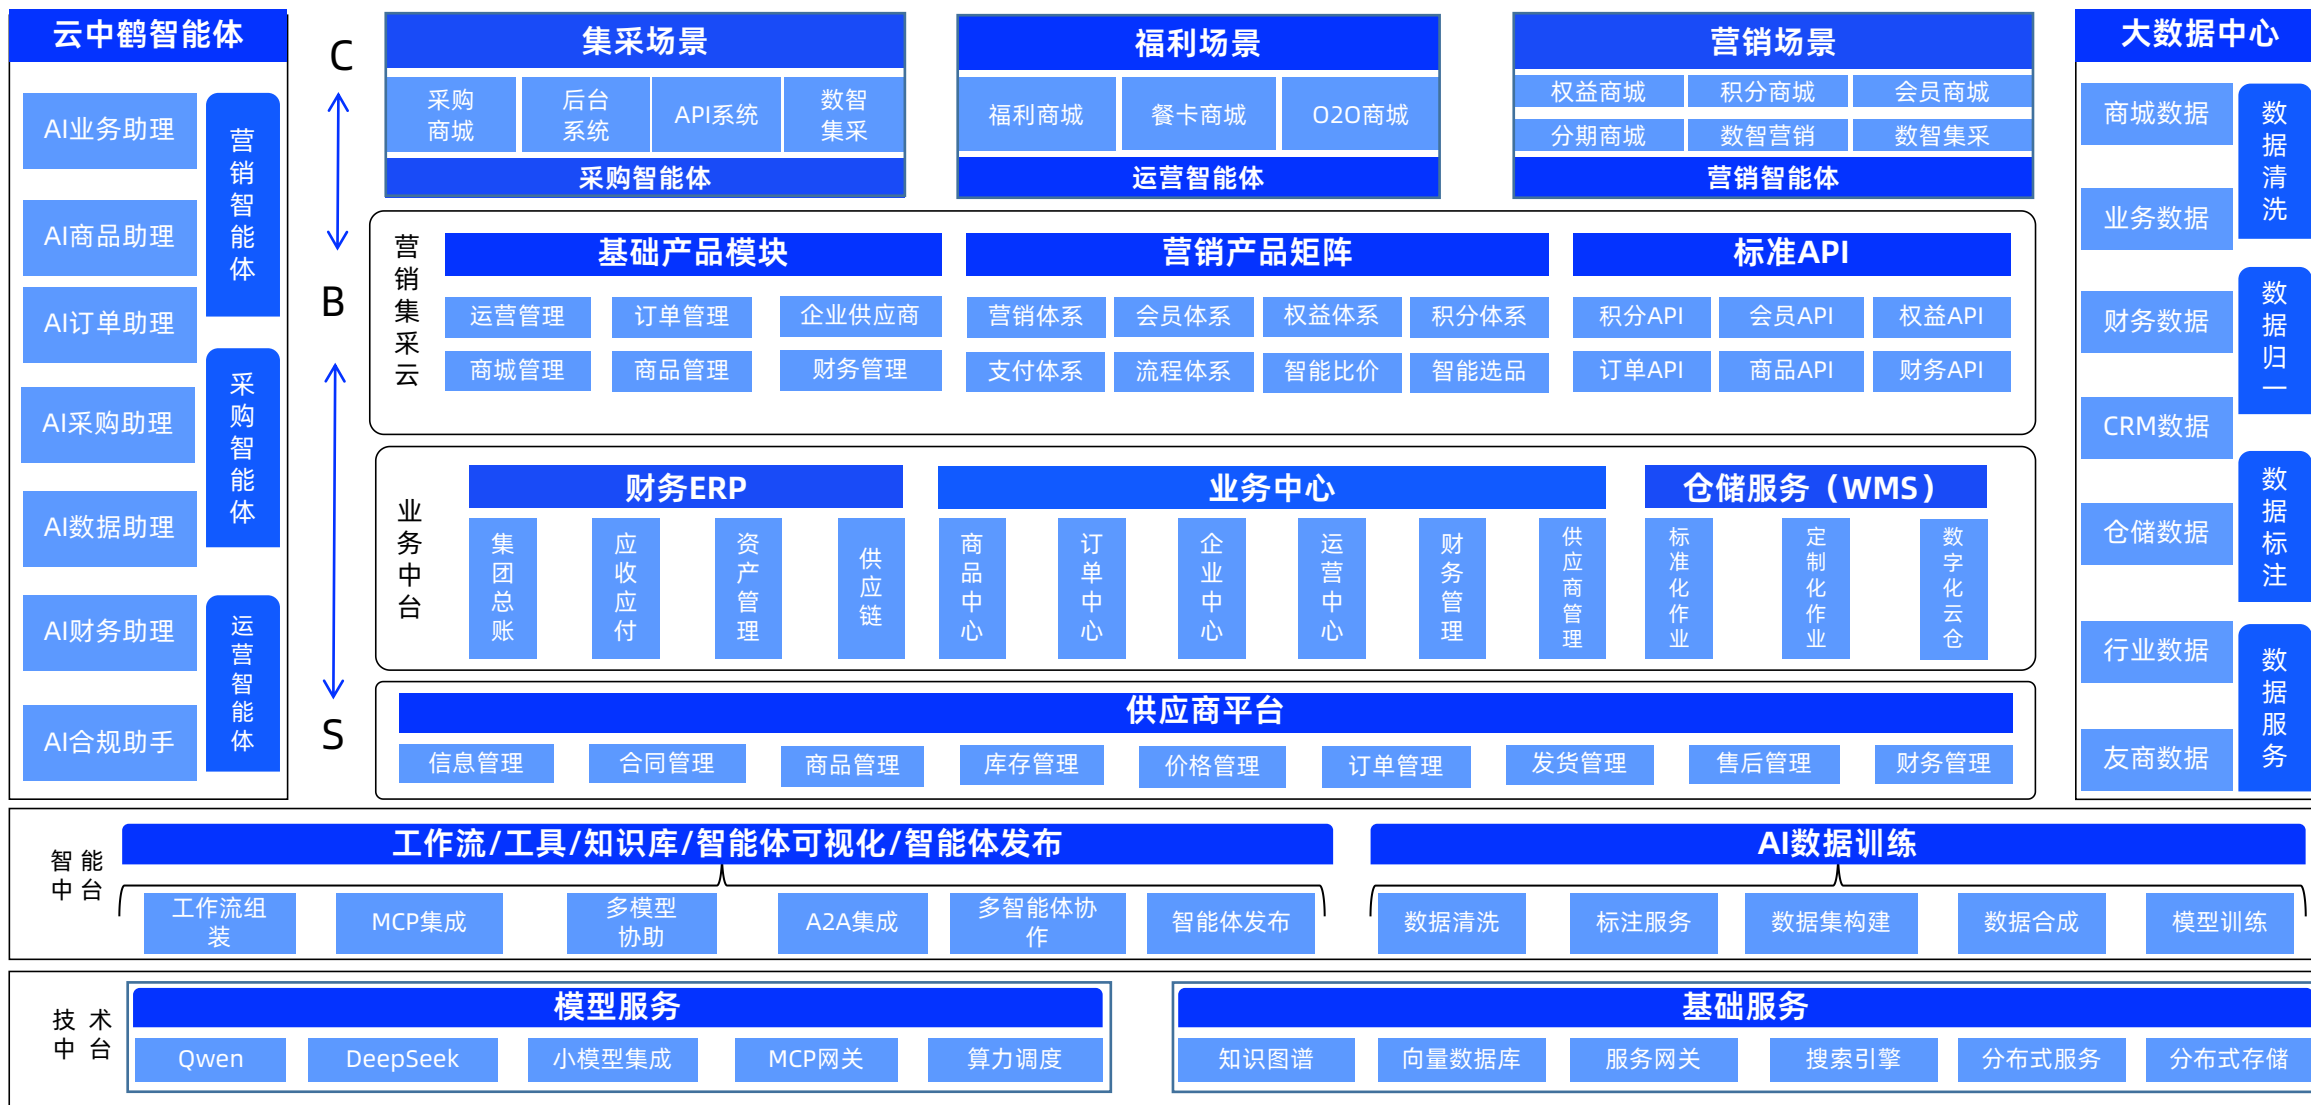 云中鹤智能体
AI业务助理
AI商品助理
AI订单助理
AI采购助理
AI数据助理
AI财务助理
AI合规助手
营销智能体
采购智能体
运营智能体
C
B
S
集采场景
采购
商城
后台
系统
API系统
数智
集采
采购智能体
福利场景
福利商城
餐卡商城
O2O商城
运营智能体
营销场景
权益商城
积分商城
会员商城
分期商城
数智营销
数智集采
营销智能体
营销集采云
基础产品模块
运营管理
订单管理
企业供应商
商城管理
商品管理
财务管理
营销产品矩阵
营销体系
会员体系
权益体系
积分体系
支付体系
流程体系
智能比价
智能选品
标准API
积分API
会员API
权益API
订单API
商品API
财务API
业务中台
财务ERP
集团总账
应收应付
资产管理
供应链
业务中心
商品中心
订单中心
企业中心
运营中心
财务管理
供应商管理
仓储服务（WMS）
标准化作业
定制化作业
数字化云仓
供应商平台
信息管理
合同管理
商品管理
库存管理
价格管理
订单管理
发货管理
售后管理
财务管理
大数据中心
商城数据
业务数据
财务数据
CRM数据
仓储数据
行业数据
友商数据
数据清洗
数据归一
数据标注
数据服务
智能
中台
工作流/工具/知识库/智能体可视化/智能体发布
工作流组
装
MCP集成
多模型
协助
A2A集成
多智能体协
作
智能体发布
AI数据训练
数据清洗
标注服务
数据集构建
数据合成
模型训练
技术
中台
模型服务
Qwen
DeepSeek
小模型集成
MCP网关
算力调度
基础服务
知识图谱
向量数据库
服务网关
搜索引擎
分布式服务
分布式存储